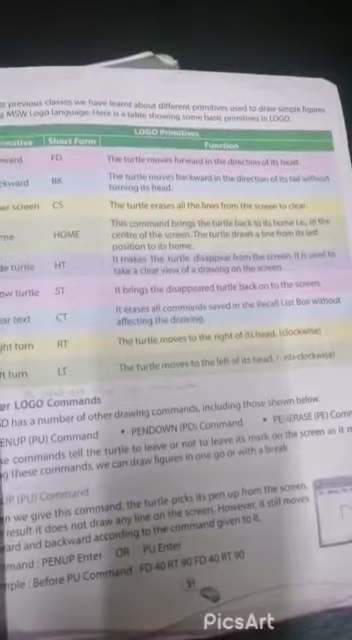 previous classes we have learnt about different primitives used to draw simple figures
MSW Logo language. Here is a table showing some basic primitives in LOGO
LOGO Primitives
Short Form Function
FD The turtle moves forward in the direction of its head.
BK The turtle moves backward in the direction of its tail without
turning its head.
screen CS The turtle erases all the lines from the screen to clear
HOME This command brings the turtle back to its home i.e., in the
centre of the screen. The turtle draws a line from its last
position to its home.
turtle HT It makes the turtle disappear from the screen. It is used to
take a clear view of a drawing on the screen.
turtle ST It brings the disappeared turtle back on to the screen.
text CT It erases all commands saved in the Recall List Box without
affecting the drawing.
turn RT The turtle moves to the right of its head. (clockwise)
turn LT The turtle moves to the left of its head.
LOGO Commands
has a number of other drawing commands, including those shown below
(PU) Command • PENDOWN (PD) Command • PENERASE (PE)
commands tell the turtle to leave or not to leave its mark on the screen as it
these commands, we can draw figures in one go or with a break
(PU) Command
we give this command, the turtle picks its pen up from the screen.
result it does not draw any line on the screen. However, it still moves
and backward according to the command given to it.
: PENUP Enter OR PU Enter
: Before PU Command : FD 40 RT 90 FD 40 RT 90
31
PicsArt